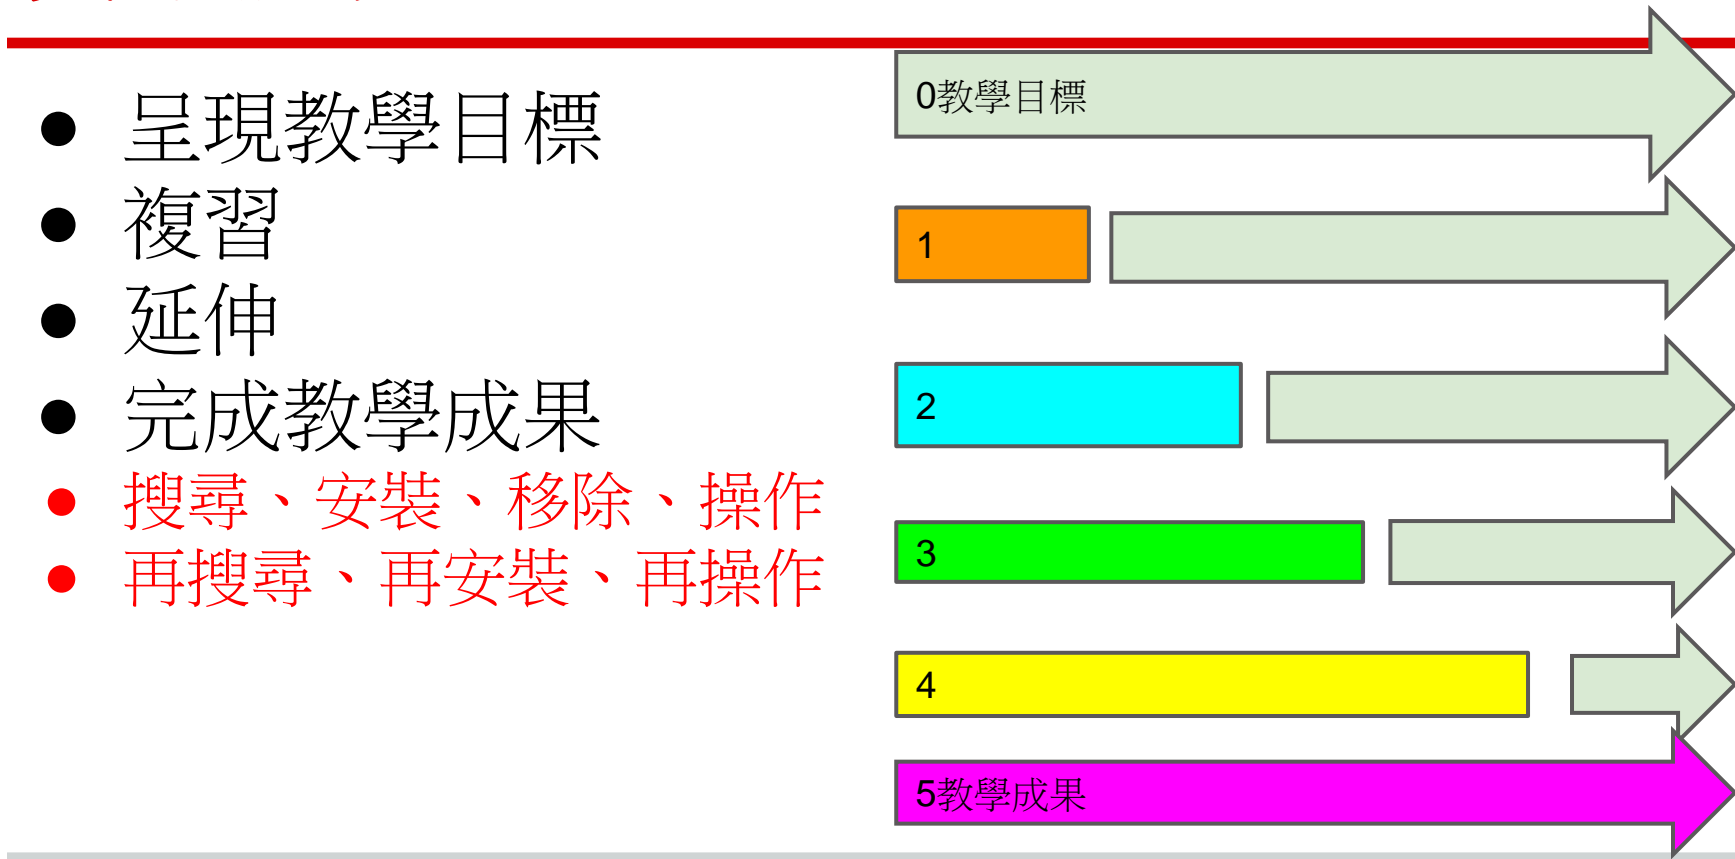 呈現教學目標
複習
延伸
完成教學成果
搜尋、安裝、移除、操作
再搜尋、再安裝、再操作
0教學目標
1
2
3
4
5教學成果